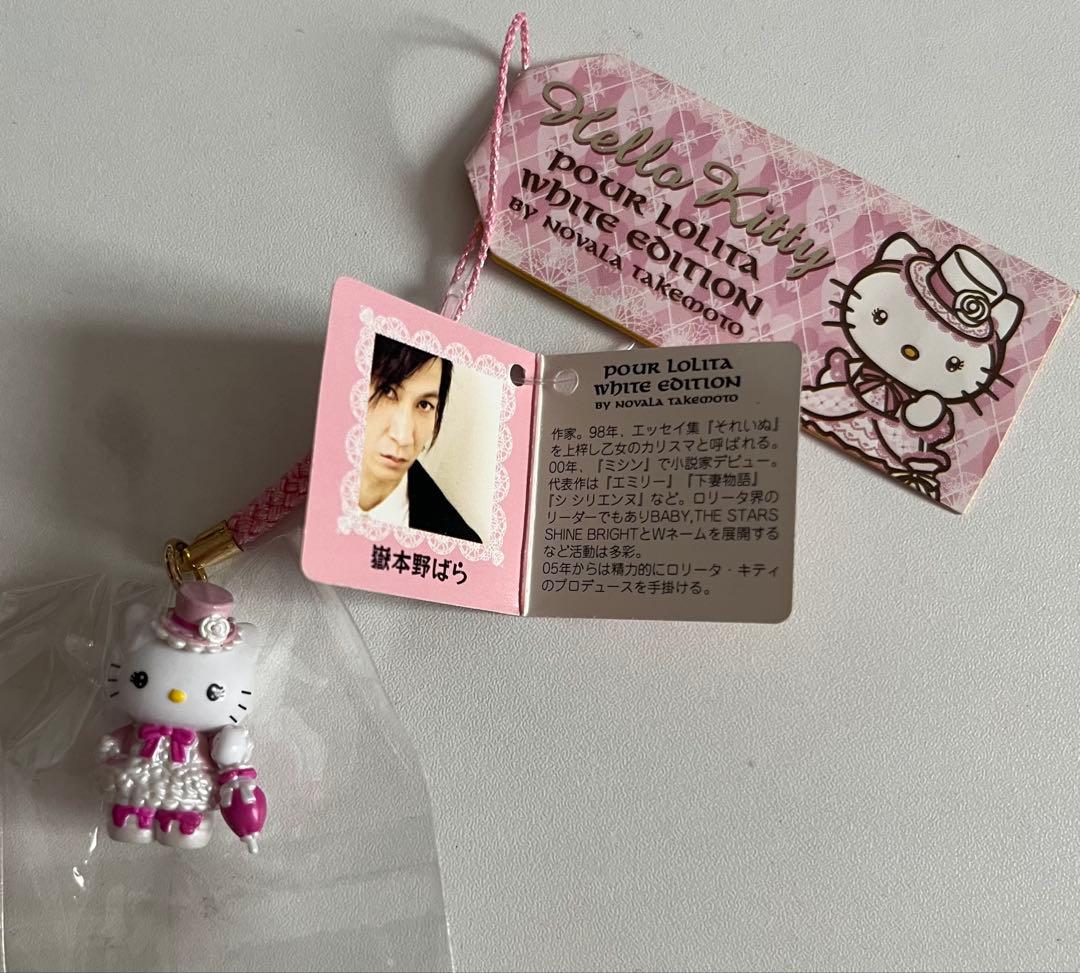 Hello Kitty
POUR LOLITA
WHITE EDITION
BY NOVALA TAKEMOTO
嶽本野ばら
POUR LOLITA
WHITE EDITION
BY NOVALA TAKEMOTO
作家。98年、エッセイ集『それいぬ』
を上梓し乙女のカリスマと呼ばれる。
00年、『ミシン』で小説家デビュー。
代表作は『エミリー』『下妻物語』
『シシリエンヌ』など。ロリータ界の
リーダーでもありBABY,THE STARS
SHINE BRIGHTとWネームを展開する
など活動は多彩。
05年からは精力的にロリータ・キティ
のプロデュースを手掛ける。